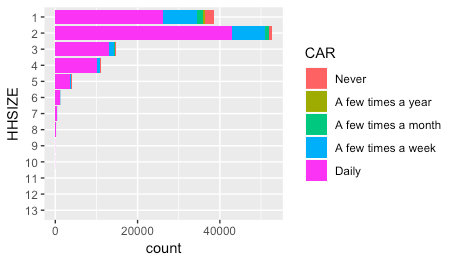 HHSIZE
1
2
3
4
5
6
7
8
9
10
11
12
13
0
20000
40000
count
CAR
Never
A few times a year
A few times a month
A few times a week
Daily